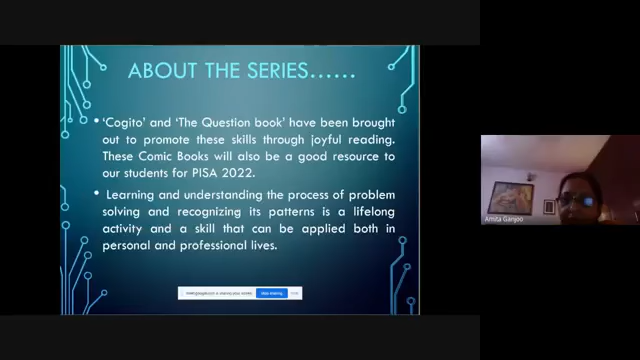 ABOUT THE SERIES......
• 'Cogito' and 'The Question book' have been brought
out to promote these skills through joyful reading.
These Comic Books will also be a good resource to
our students for PISA 2022.
• Learning and understanding the process of problem
solving and recognizing its patterns is a lifelong
activity and a skill that can be applied both in
personal and professional lives.
Stop sharing
Amita Ganjoo